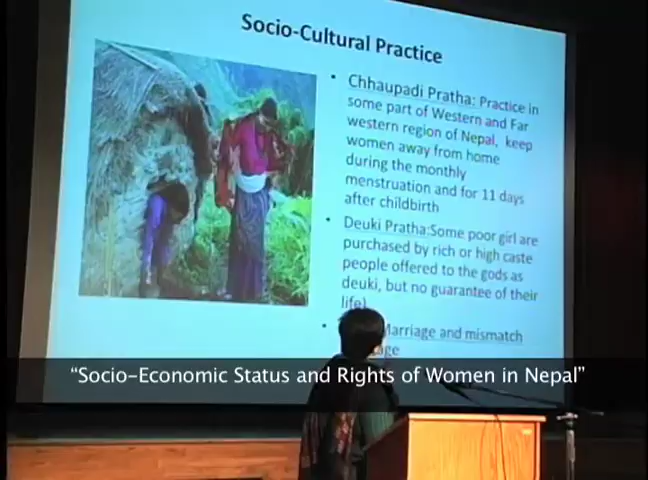 Socio-Cultural Practice
• Chhaupadi Pratha: Practice in
some part of Western and Far
western region of Nepal, keep
women away from home
during the monthly
menstruation and for 11 days
after childbirth
• Deuki Pratha:Some poor girl are
purchased by rich or high caste
people offered to the gods as
deuki, but no guarantee of their
life)
• Marriage and mismatch
“Socio-Economic Status and Rights of Women in Nepal”